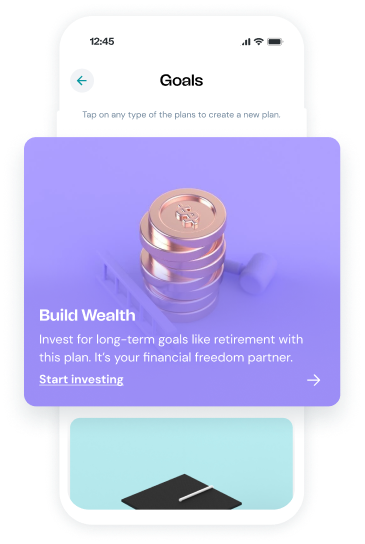 12:45
Goals
Tap on any type of the plans to create a new plan.
Build Wealth
Invest for long-term goals like retirement with
this plan. It's your financial freedom partner.
Start investing